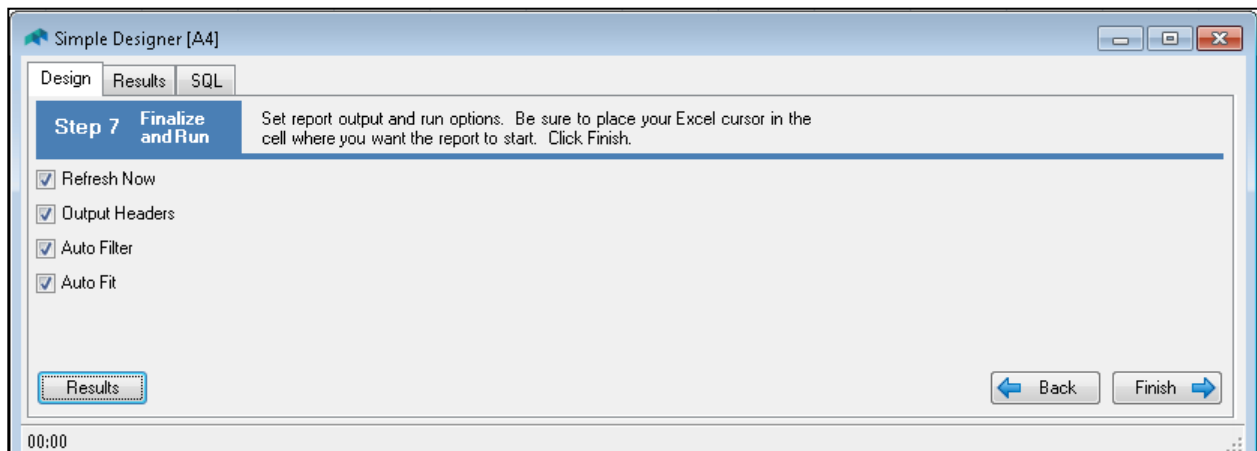 Simple Designer [A4]
Design Results SQL
Step 7 Finalize and Run
Set report output and run options. Be sure to place your Excel cursor in the
cell where you want the report to start. Click Finish.
Refresh Now
Output Headers
Auto Filter
Auto Fit
Results Back Finish
00:00